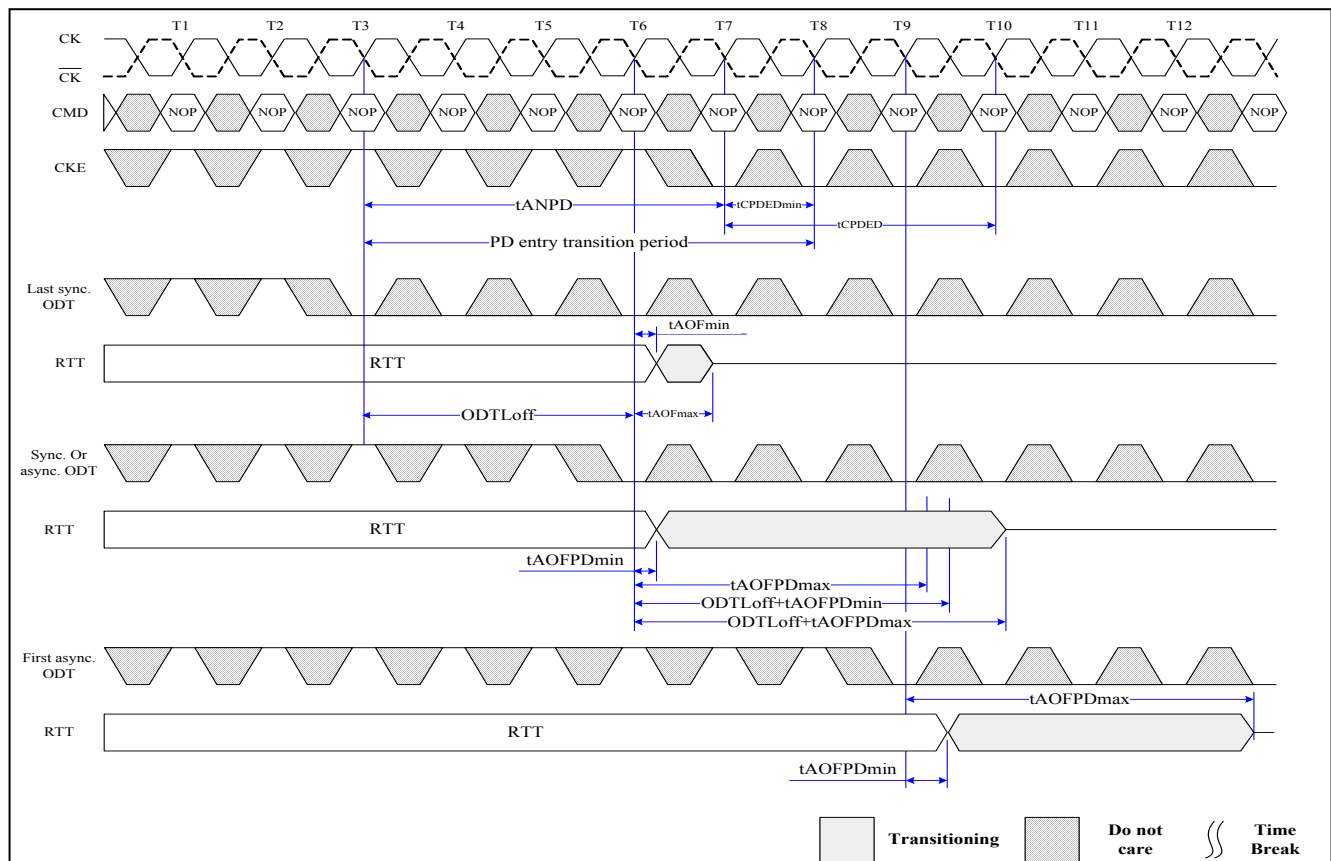 T1 T2 T3 T4 T5 T6 T7 T8 T9 T10 T11 T12
CK
CK
CMD NOP NOP NOP NOP NOP NOP NOP NOP NOP NOP NOP NOP NOP
CKE
tANPD tCPDEDmin
tCPDED
PD entry transition period
Last sync.
ODT
tAOFmin
RTT RTT
ODTLoff tAOFmax
Sync. Or
async. ODT
RTT RTT
tAOFPDmin
tAOFPDmax
ODTLoff+tAOFPDmin
ODTLoff+tAOFPDmax
First async.
ODT
tAOFPDmax
RTT RTT
tAOFPDmin
Transitioning
Do not
care
Time
Break